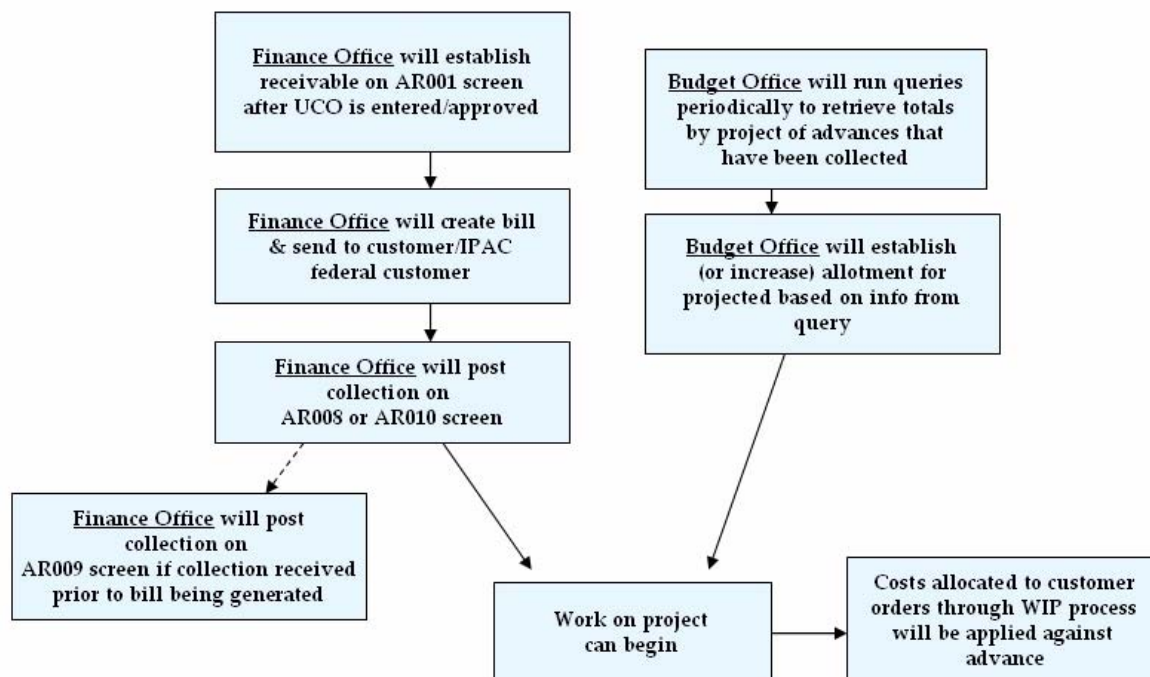 Finance Office will establish
receivable on AR001 screen
after UCO is entered/approved
Budget Office will run queries
periodically to retrieve totals
by project of advances that
have been collected
Finance Office will create bill
& send to customer/IPAC
federal customer
Budget Office will establish
(or increase) allotment for
projected based on info from
query
Finance Office will post
collection on
AR008 or AR010 screen
Finance Office will post
collection on
AR009 screen if collection received
prior to bill being generated
Work on project
can begin
Costs allocated to customer
orders through WIP process
will be applied against
advance